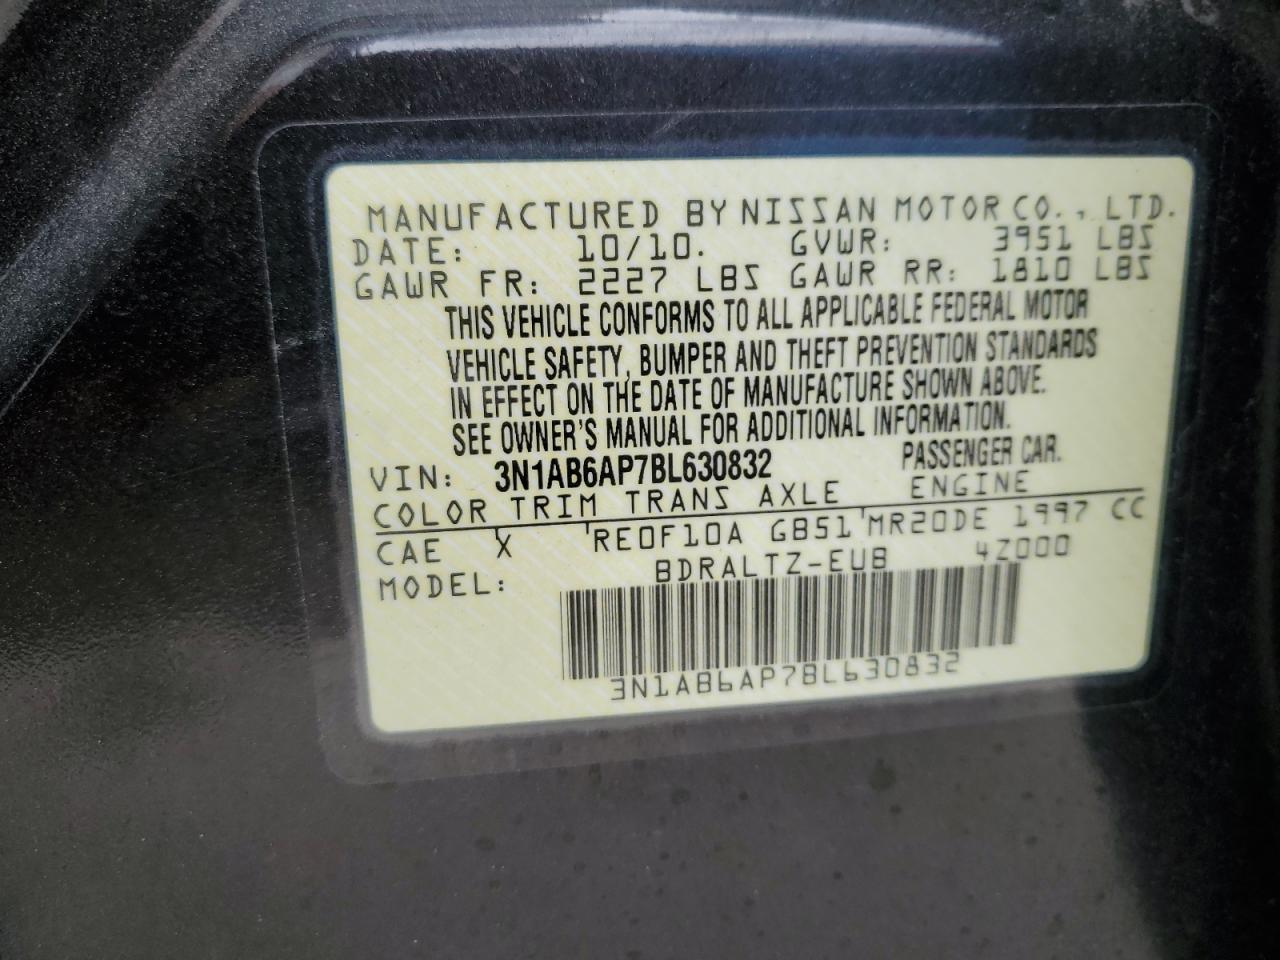 MANUFACTURED BY NISSAN MOTOR CO., LTD.
DATE: 10/10. GVWR: 3951 LBS
GAWR FR: 2227 LBS GAWR RR: 1810 LBS
THIS VEHICLE CONFORMS TO ALL APPLICABLE FEDERAL MOTOR
VEHICLE SAFETY, BUMPER AND THEFT PREVENTION STANDARDS
IN EFFECT ON THE DATE OF MANUFACTURE SHOWN ABOVE.
SEE OWNER'S MANUAL FOR ADDITIONAL INFORMATION.
VIN: 3N1AB6AP7BL630832 PASSENGER CAR.
COLOR TRIM TRANS AXLE ENGINE
CAE X RE0F10A GB51 MR20DE 1997 CC
MODEL: BDRALTZ-EUB 4Z000
3N1AB6AP7BL630832